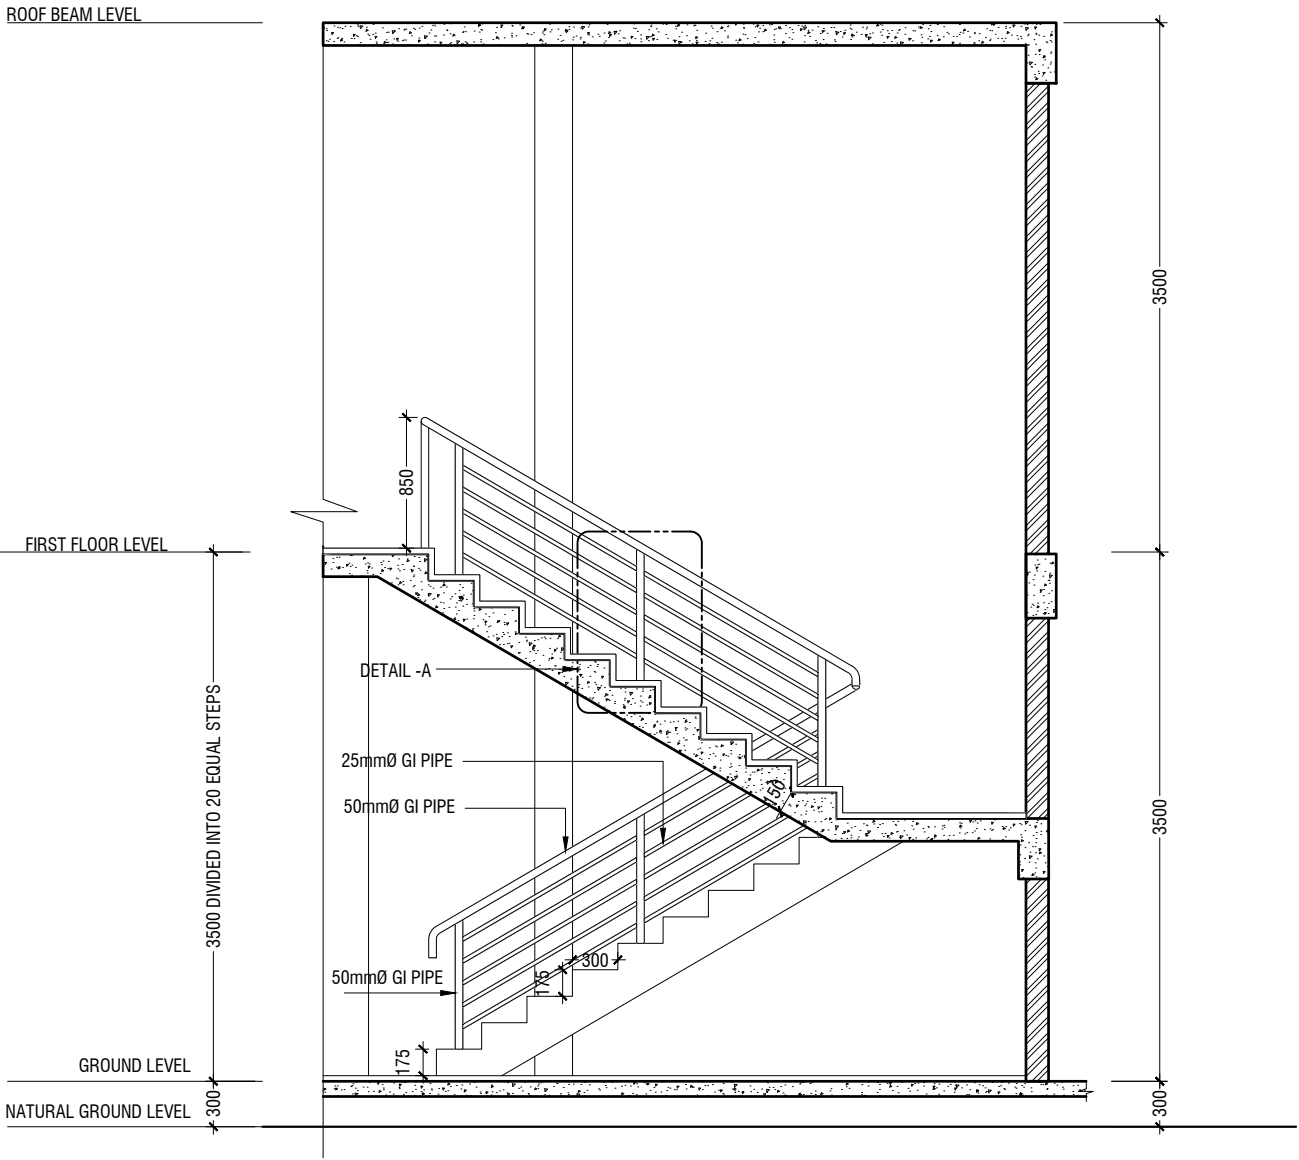 ROOF BEAM LEVEL
3500
850
FIRST FLOOR LEVEL
DETAIL -A
3500 DIVIDED INTO 20 EQUAL STEPS
25mmØ GI PIPE
150
50mmØ GI PIPE
3500
300
50mmØ GI PIPE
175
175
GROUND LEVEL
300
NATURAL GROUND LEVEL
300